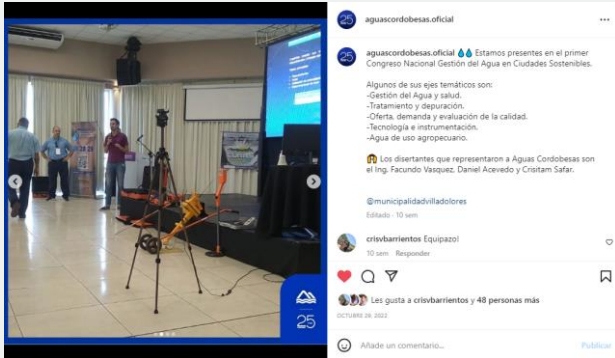 25
aguascordobesas.oficial
25
aguascordobesas.oficial 💧💧 Estamos presentes en el primer
Congreso Nacional Gestión del Agua en Ciudades Sostenibles.
Algunos de sus ejes temáticos son:
-Gestión del Agua y salud.
-Tratamiento y depuración.
-Oferta, demanda y evaluación de la calidad.
-Tecnología e instrumentación.
-Agua de uso agropecuario.
Los disertantes que representaron a Aguas Cordobesas son
el Ing. Facundo Vasquez, Daniel Acevedo y Crisitam Safar.
@municipalidadvilladolores
Editado · 10 sem
crisvbarrientos Equipazo!
10 sem Responder
Les gusta a crisvbarrientos y 48 personas más
OCTUBRE 28, 2022
Añade un comentario...
Publicar
25